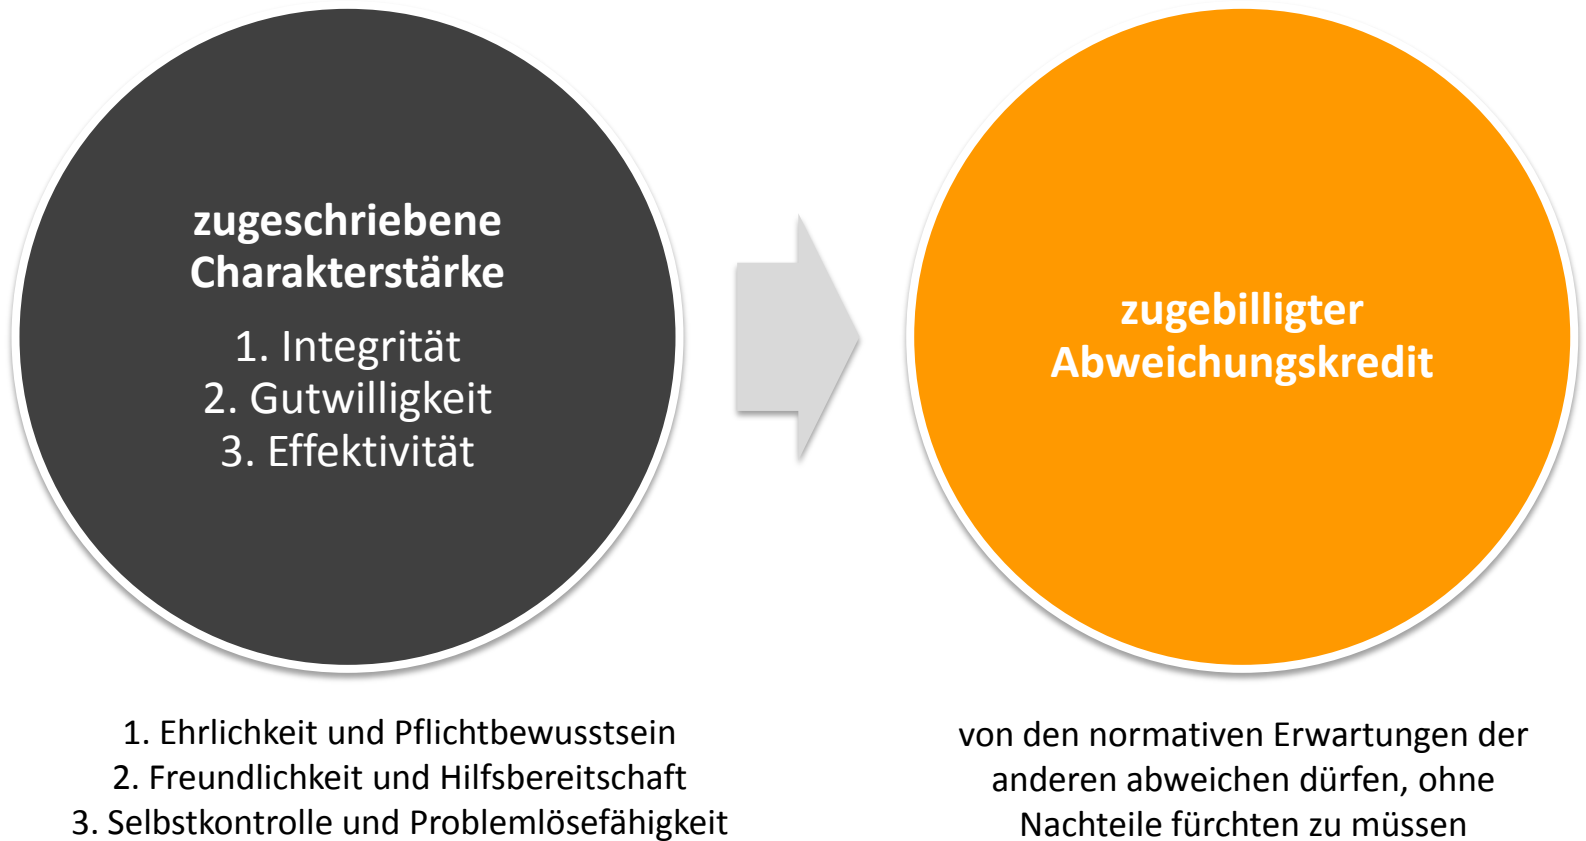 zugeschriebene
Charakterstärke
1. Integrität
2. Gutwilligkeit
3. Effektivität
zugebilligter
Abweichungskredit
1. Ehrlichkeit und Pflichtbewusstsein
2. Freundlichkeit und Hilfsbereitschaft
3. Selbstkontrolle und Problemlösefähigkeit
von den normativen Erwartungen der
anderen abweichen dürfen, ohne
Nachteile fürchten zu müssen